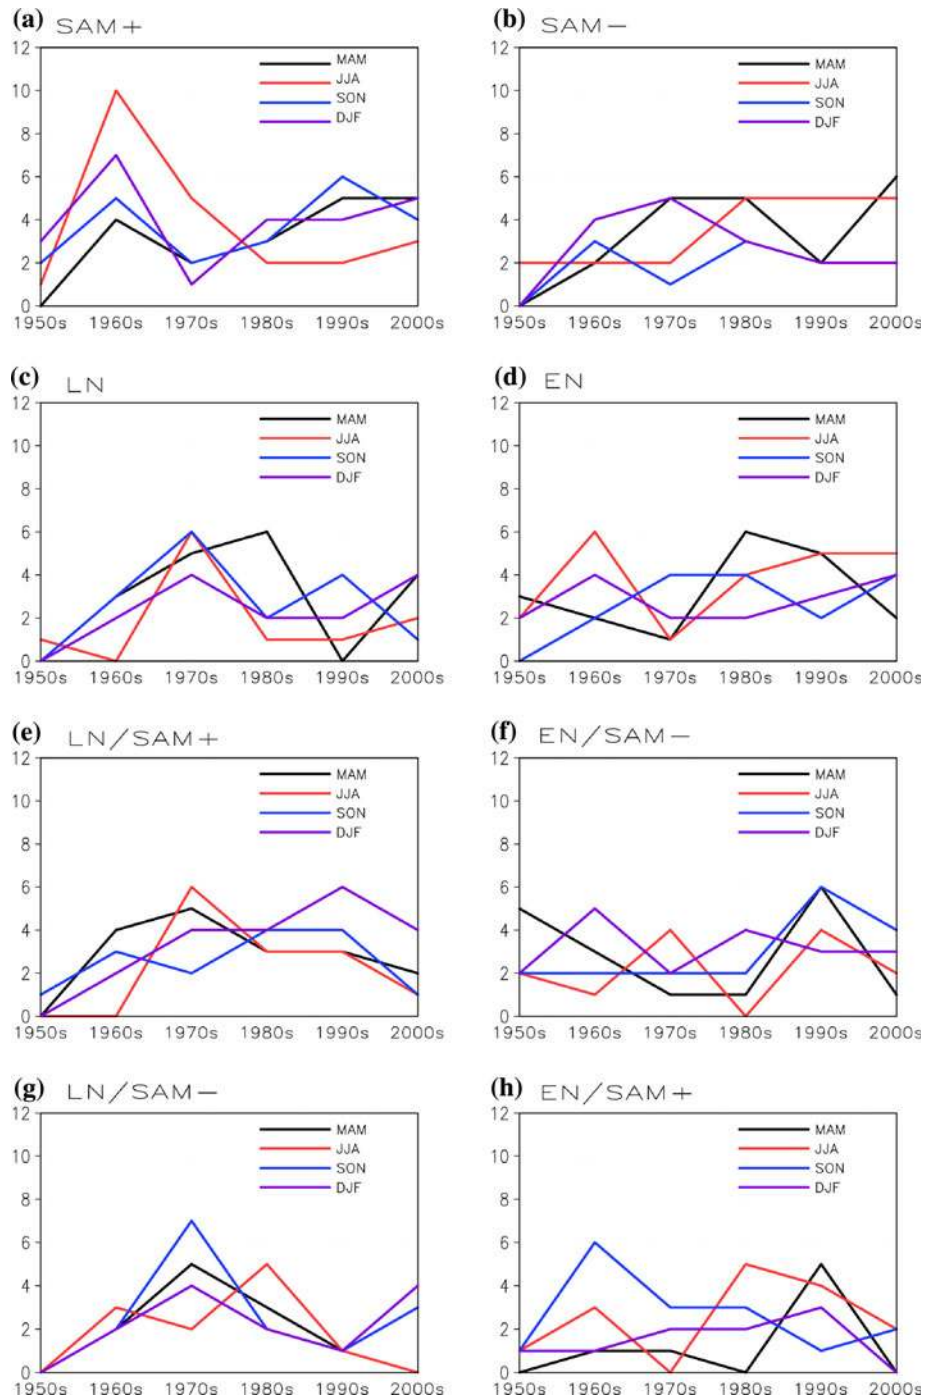 (a) SAM+
12
10
8
6
4
2
0
MAM
JJA
SON
DJF
1950s 1960s 1970s 1980s 1990s 2000s
(b) SAM−
12
10
8
6
4
2
0
MAM
JJA
SON
DJF
1950s 1960s 1970s 1980s 1990s 2000s
(c) LN
12
10
8
6
4
2
0
MAM
JJA
SON
DJF
1950s 1960s 1970s 1980s 1990s 2000s
(d) EN
12
10
8
6
4
2
0
MAM
JJA
SON
DJF
1950s 1960s 1970s 1980s 1990s 2000s
(e) LN/SAM+
12
10
8
6
4
2
0
MAM
JJA
SON
DJF
1950s 1960s 1970s 1980s 1990s 2000s
(f) EN/SAM−
12
10
8
6
4
2
0
MAM
JJA
SON
DJF
1950s 1960s 1970s 1980s 1990s 2000s
(g) LN/SAM−
12
10
8
6
4
2
0
MAM
JJA
SON
DJF
1950s 1960s 1970s 1980s 1990s 2000s
(h) EN/SAM+
12
10
8
6
4
2
0
MAM
JJA
SON
DJF
1950s 1960s 1970s 1980s 1990s 2000s